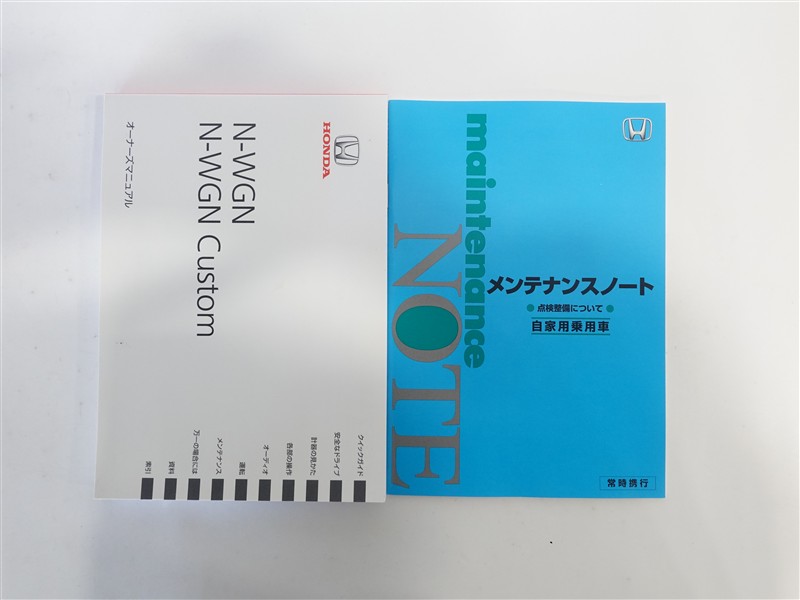 HONDA
N-WGN
N-WGN Custom
オーナーズマニュアル
クイックガイド
安全なドライブ
計器の見かた
各部の操作
オーディオ
運転
メンテナンス
万一の場合には
資料
索引
maintenance
NOTE
メンテナンスノート
点検整備について
自家用乗用車
常時携行